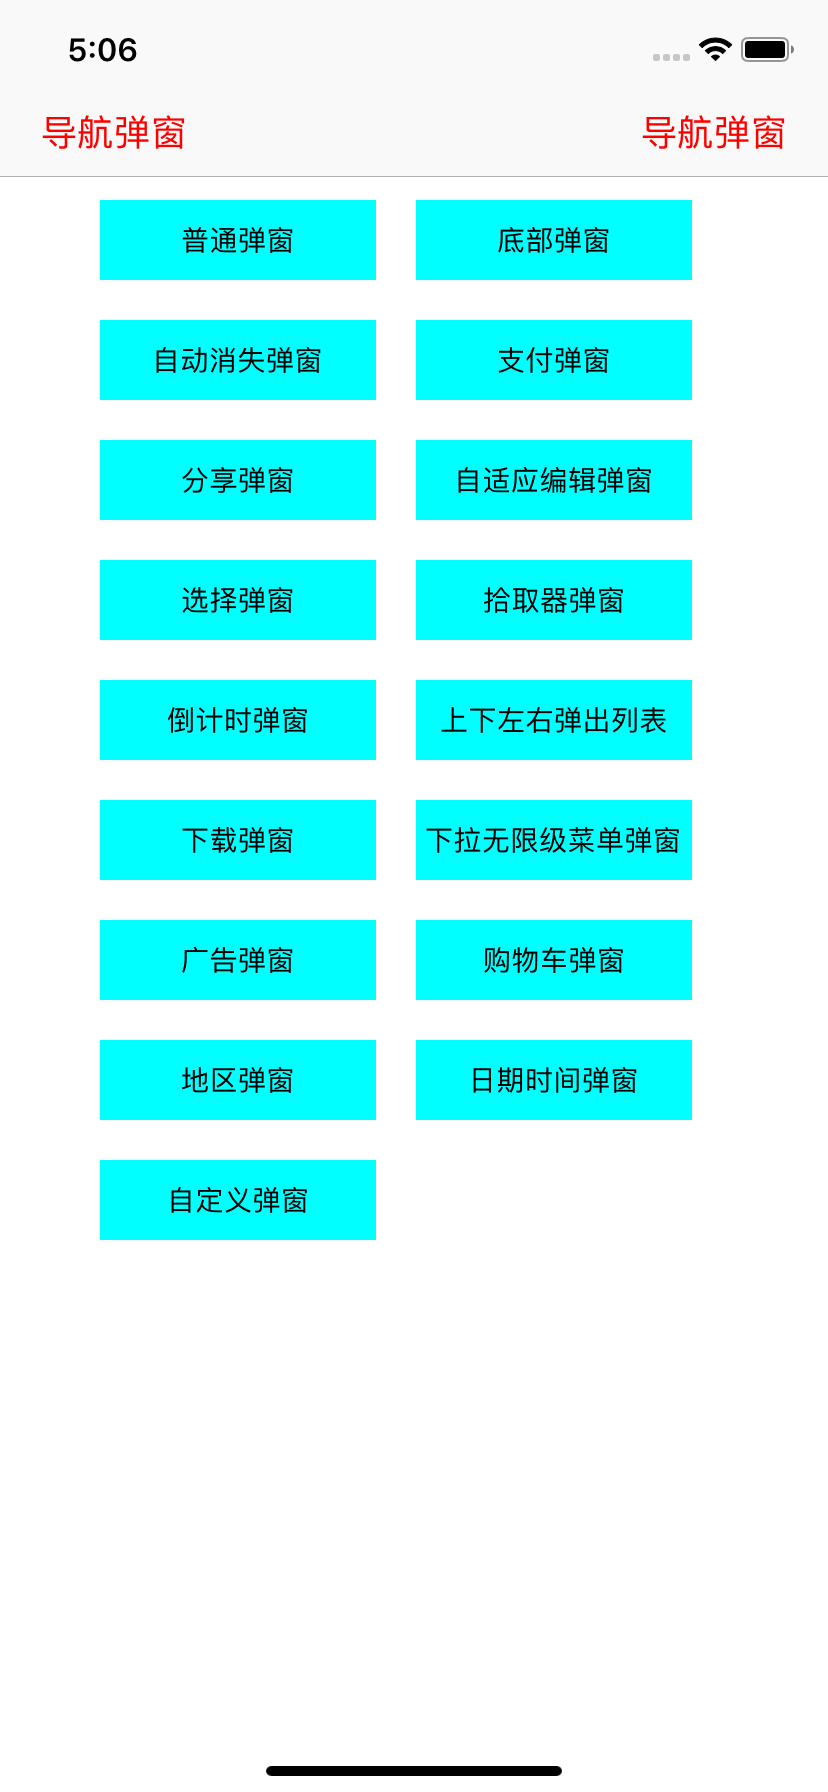 5:06
导航弹窗 导航弹窗
普通弹窗 底部弹窗
自动消失弹窗 支付弹窗
分享弹窗 自适应编辑弹窗
选择弹窗 拾取器弹窗
倒计时弹窗 上下左右弹出列表
下载弹窗 下拉无限级菜单弹窗
广告弹窗 购物车弹窗
地区弹窗 日期时间弹窗
自定义弹窗